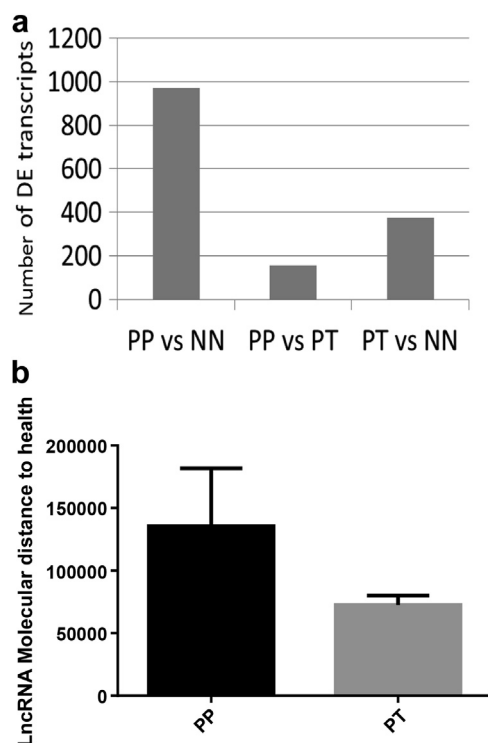 a
Number of DE transcripts
1200
1000
800
600
400
200
0
PP vs NN
PP vs PT
PT vs NN
b
LncRNA Molecular distance to health
200000
150000
100000
50000
0
PP
PT